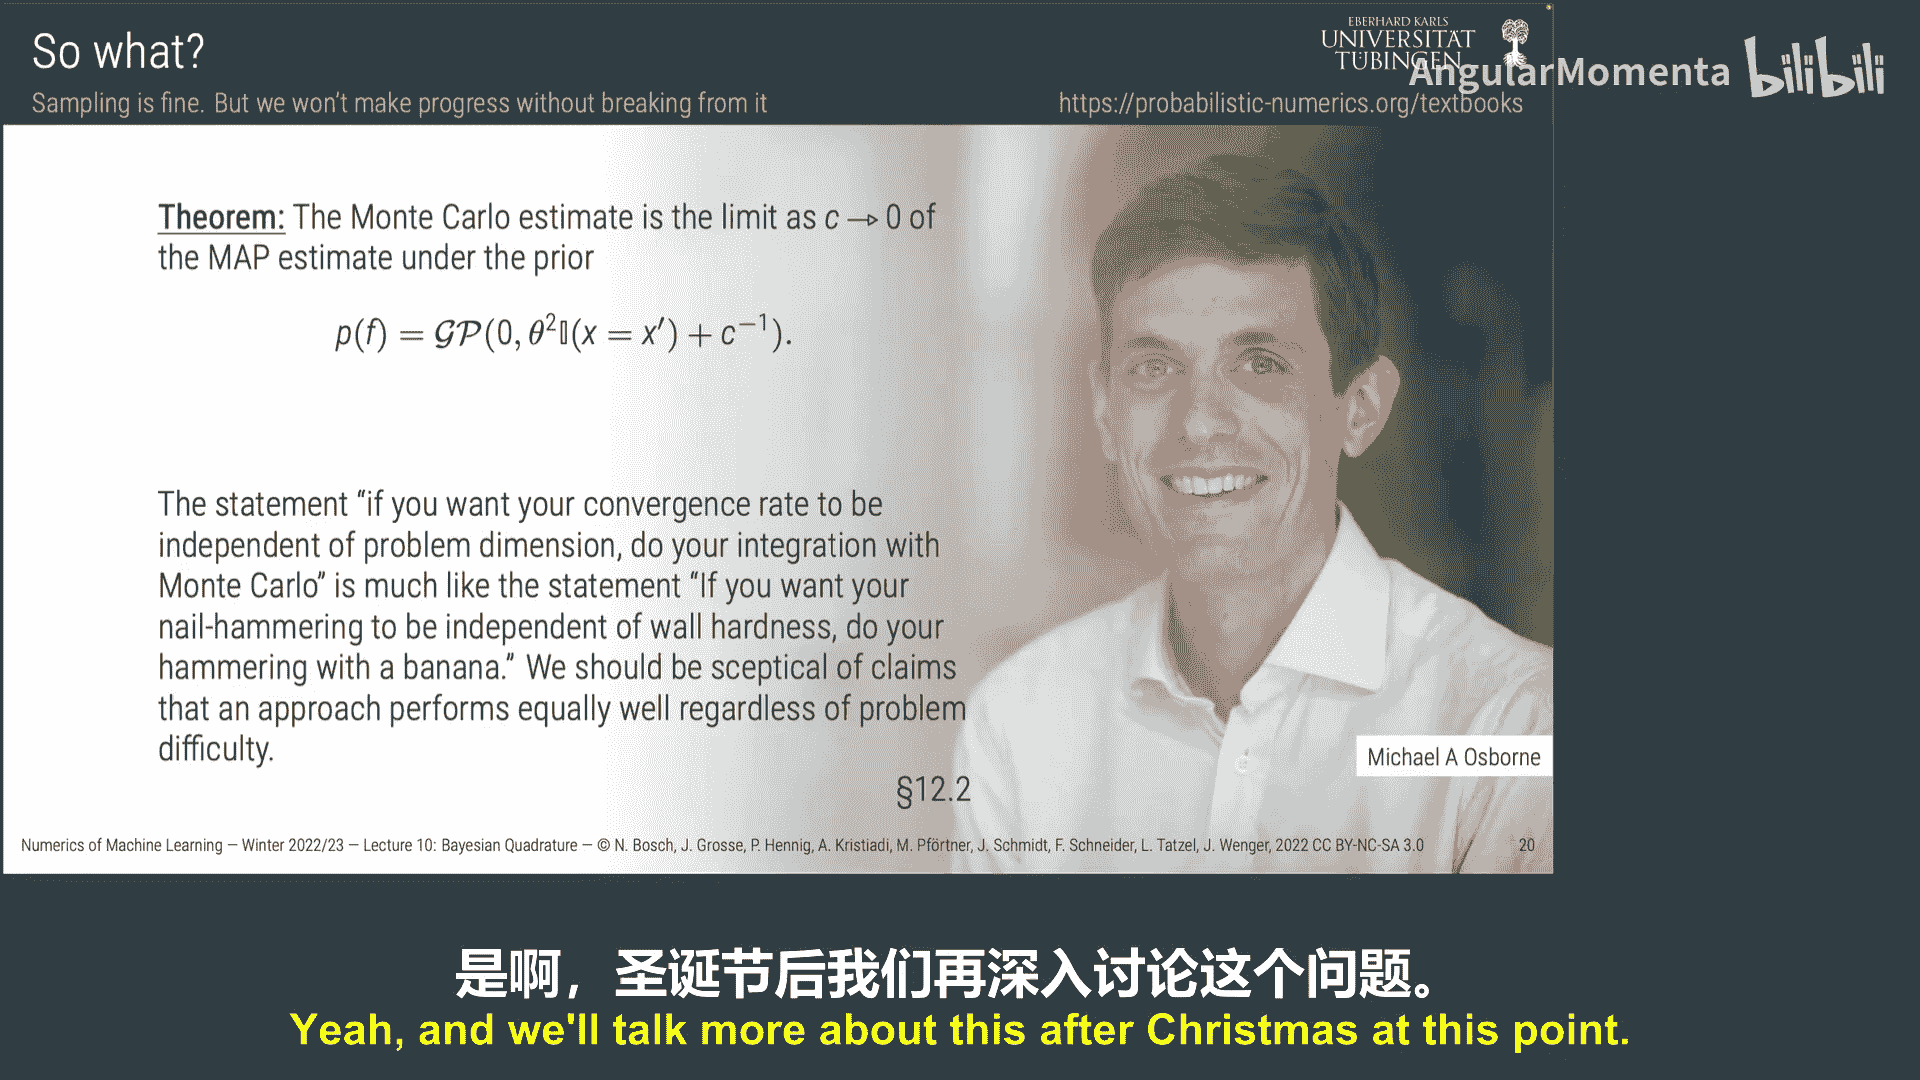 So what?
EBERHARD KARLS
UNIVERSITÄT
TÜBINGEN
AngularMomenta
bilibili
Sampling is fine. But we won't make progress without breaking from it
https://probabilistic-numerics.org/textbooks
Theorem: The Monte Carlo estimate is the limit as c → 0 of
the MAP estimate under the prior
p(f) = 𝒢𝒫(0, θ²𝕀(x = x′) + c⁻¹).
The statement “if you want your convergence rate to be
independent of problem dimension, do your integration with
Monte Carlo” is much like the statement “If you want your
nail-hammering to be independent of wall hardness, do your
hammering with a banana.” We should be sceptical of claims
that an approach performs equally well regardless of problem
difficulty.
Michael A Osborne
§12.2
Numerics of Machine Learning — Winter 2022/23 — Lecture 10: Bayesian Quadrature — © N. Bosch, J. Grosse, P. Hennig, A. Kristiadi, M. Pförtner, J. Schmidt, F. Schneider, L. Tatzel, J. Wenger, 2022 CC BY-NC-SA 3.0
20
是啊，圣诞节后我们再深入讨论这个问题。
Yeah, and we'll talk more about this after Christmas at this point.